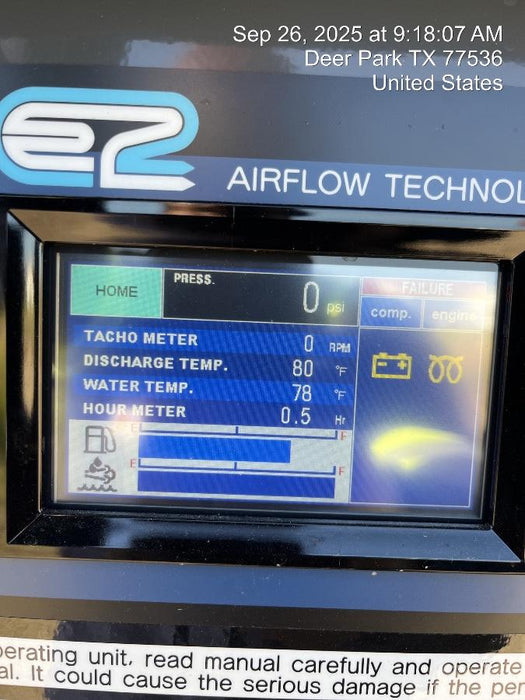 Sep 26, 2025 at 9:18:07 AM
Deer Park TX 77536
United States
e2
AIRFLOW TECHNOL
HOME
PRESS.
0 psi
FAILURE
comp. engine
TACHO METER 0 RPM
DISCHARGE TEMP. 80 °F
WATER TEMP. 78 °F
HOUR METER 0.5 Hr
E F
E F
perating unit, read manual carefully and operate
al. It could cause the serious damage if the per